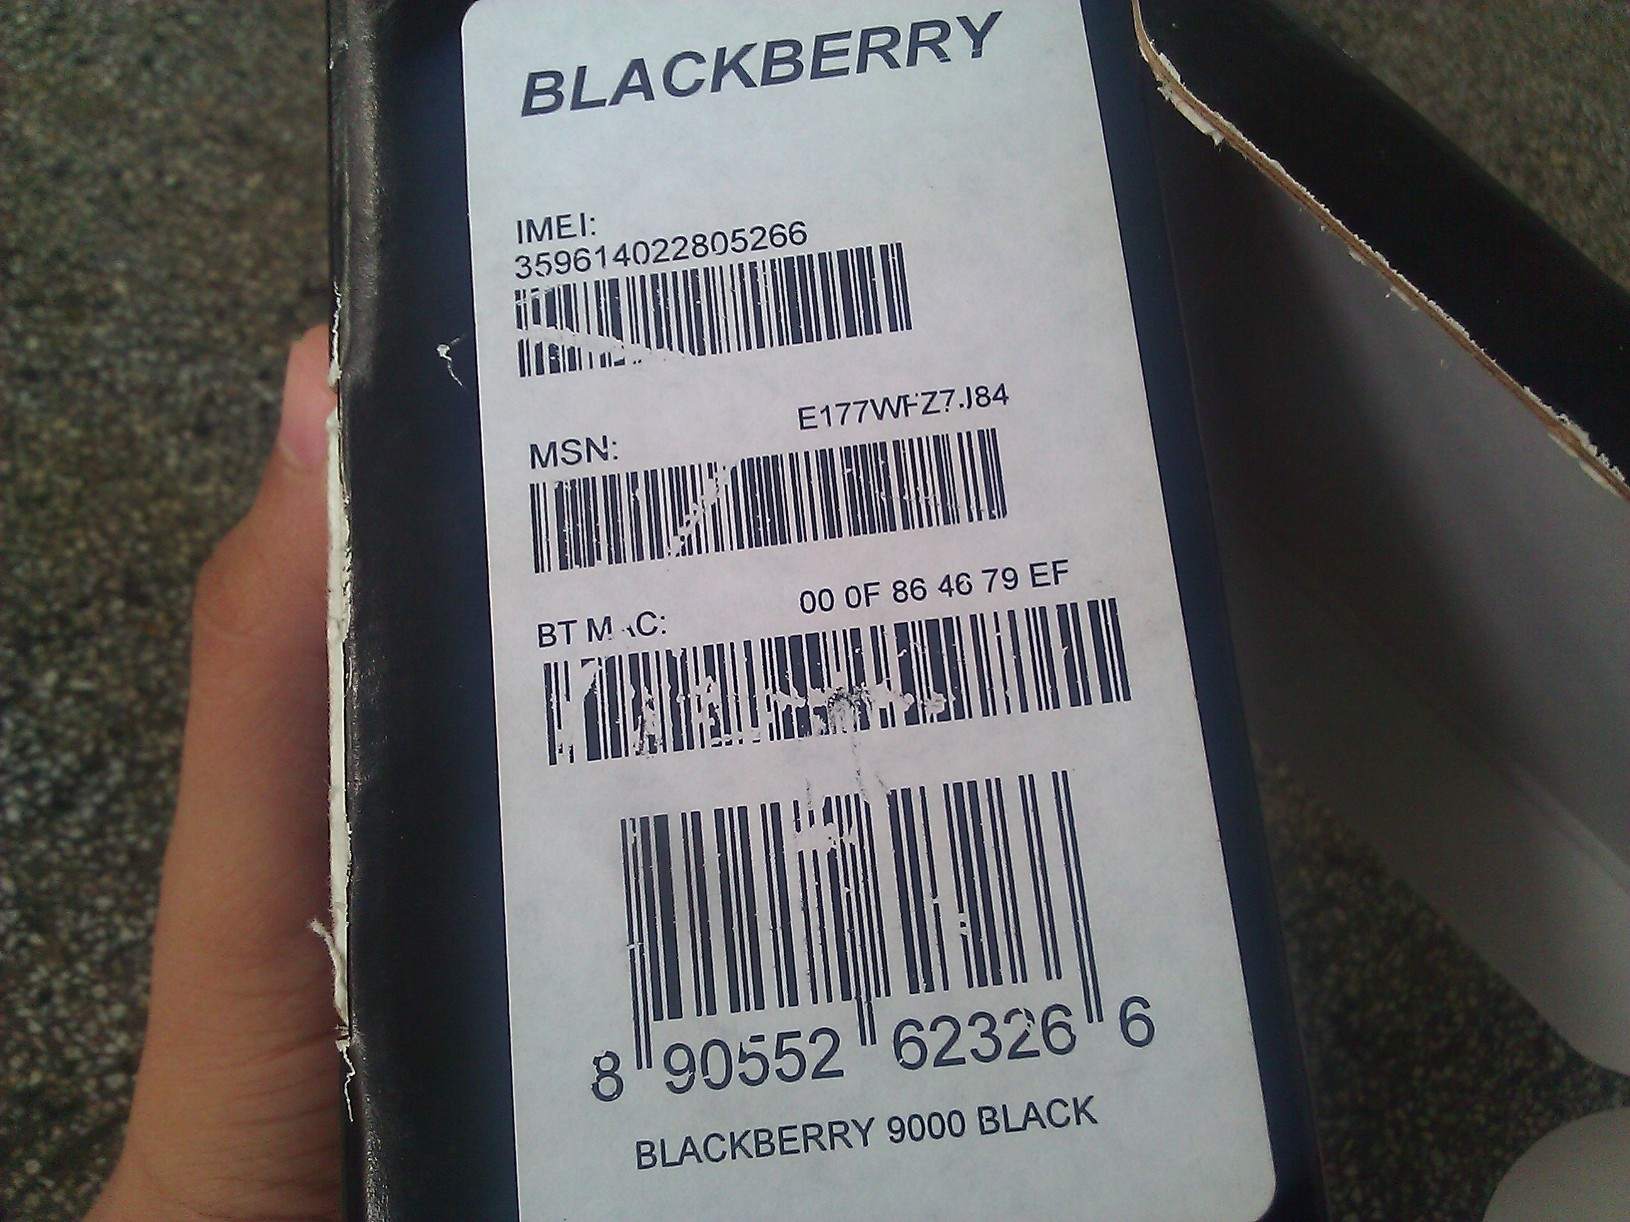 BLACKBERRY
IMEI:
359614022805266
E177WFZ7J84
MSN:
00 0F 86 46 79 EF
BT MAC:
8 90552 62326 6
BLACKBERRY 9000 BLACK